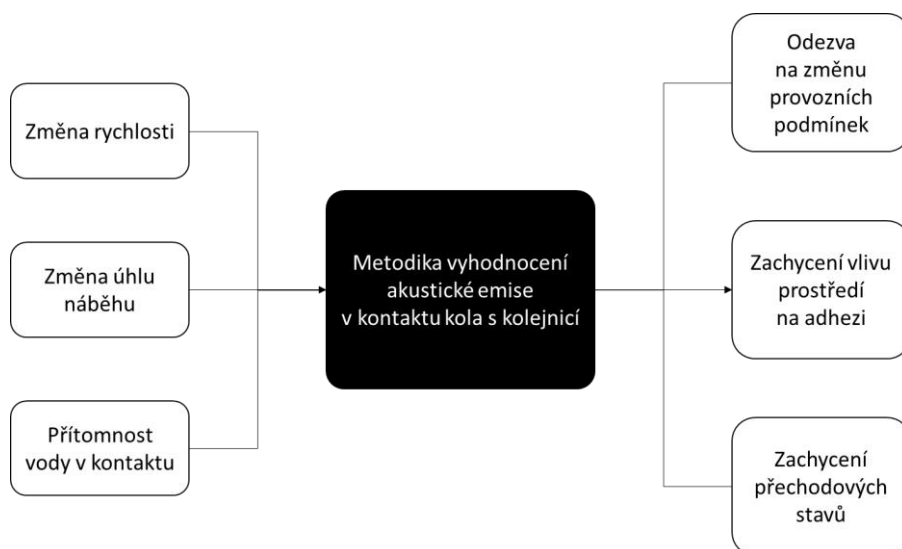 Změna rychlosti
Změna úhlu
náběhu
Přítomnost
vody v kontaktu
Metodika vyhodnocení
akustické emise
v kontaktu kola s kolejnicí
Odezva
na změnu
provozních
podmínek
Zachycení vlivu
prostředí
na adhezi
Zachycení
přechodových
stavů